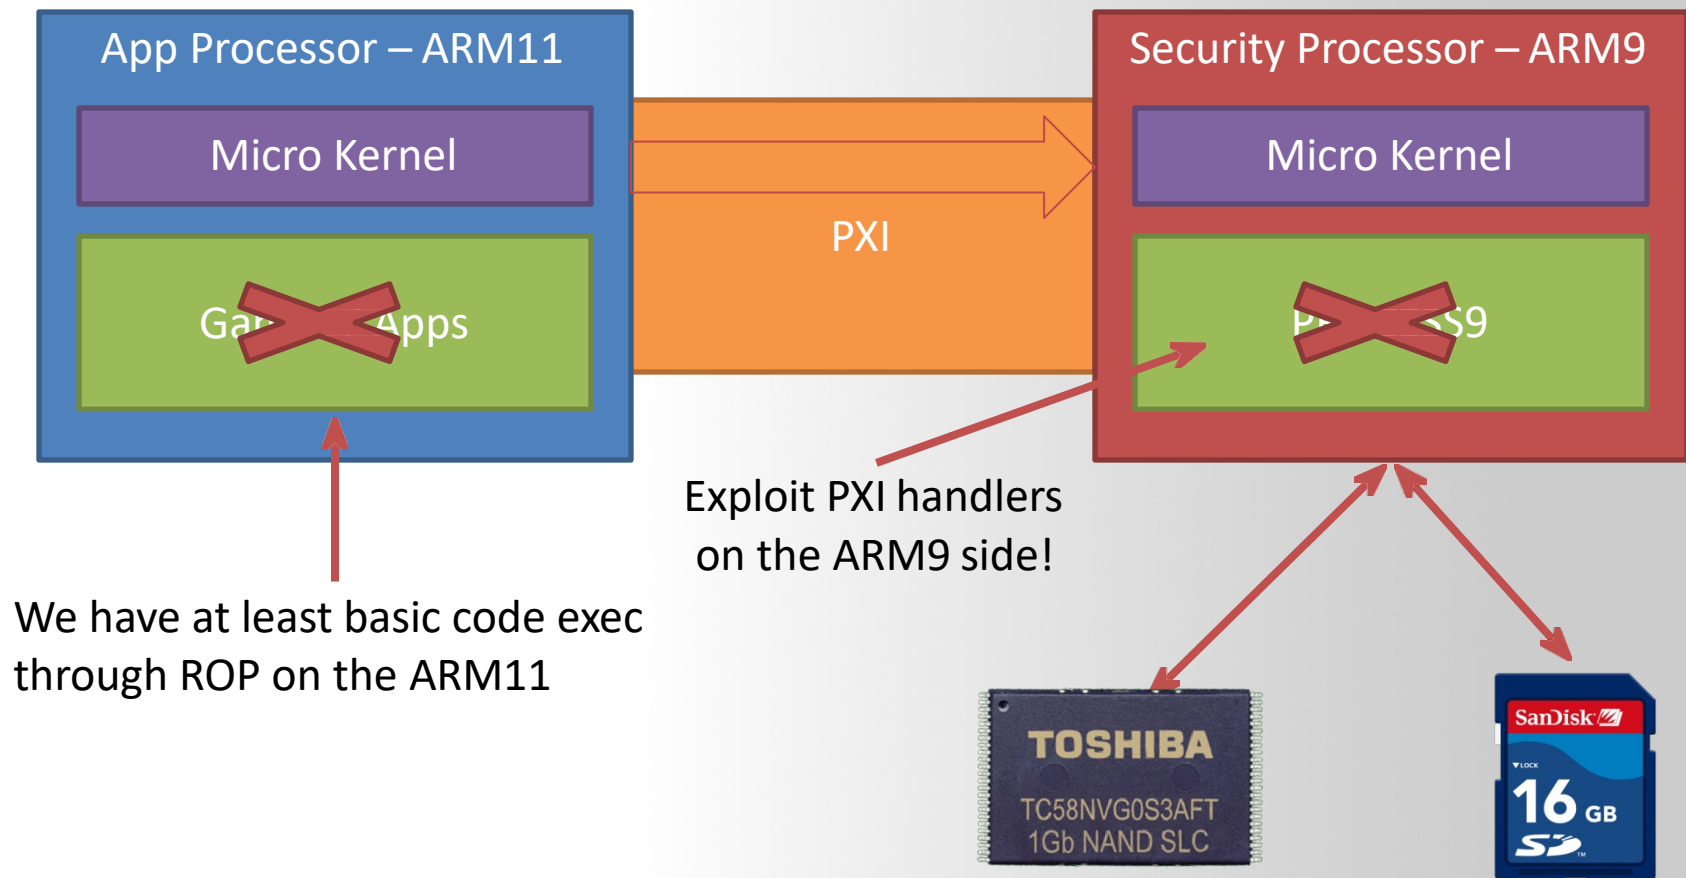 App Processor – ARM11
Micro Kernel
Apps
PXI
Security Processor – ARM9
Micro Kernel
Exploit PXI handlers
on the ARM9 side!
We have at least basic code exec
through ROP on the ARM11
TOSHIBA
TC58NVG0S3AFT
1Gb NAND SLC
SanDisk
▼LOCK
16 GB
SD™